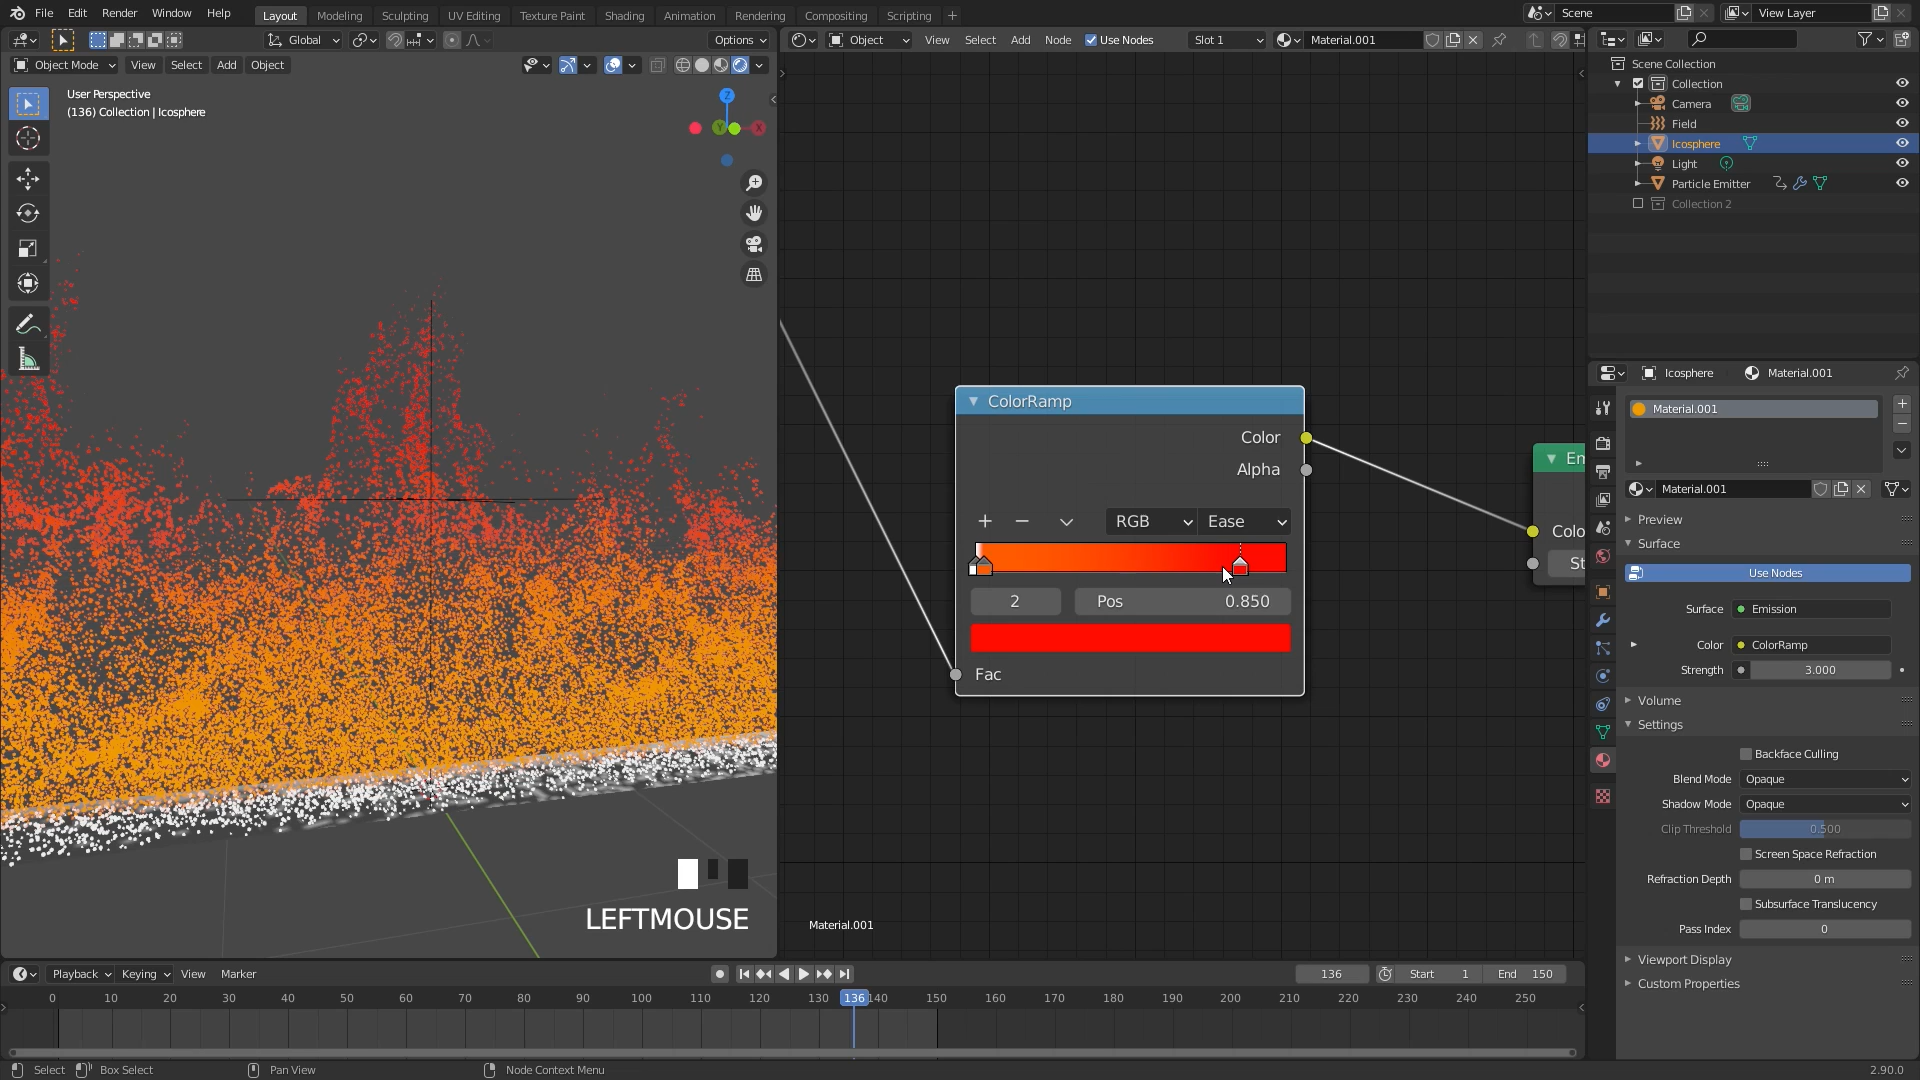 File Edit Render Window Help
Layout Modeling Sculpting UV Editing Texture Paint Shading Animation Rendering Compositing Scripting +
Scene
View Layer
Global
Options
Object
View Select Add Node Use Nodes
Slot 1
Material.001
Object Mode View Select Add Object
User Perspective
(136) Collection | Icosphere
Z
Y
X
LEFTMOUSE
ColorRamp
Color
Alpha
RGB Ease
2 Pos 0.850
Fac
En
Colo
St
Material.001
Scene Collection
Collection
Camera
Field
Icosphere
Light
Particle Emitter
Collection 2
Icosphere Material.001
Material.001
Material.001
Preview
Surface
Use Nodes
Surface Emission
Color ColorRamp
Strength 3.000
Volume
Settings
Backface Culling
Blend Mode Opaque
Shadow Mode Opaque
Clip Threshold 0.500
Screen Space Refraction
Refraction Depth 0 m
Subsurface Translucency
Pass Index 0
Viewport Display
Custom Properties
Playback Keying View Marker
136 Start 1 End 150
0 10 20 30 40 50 60 70 80 90 100 110 120 130 136 140 150 160 170 180 190 200 210 220 230 240 250
Select Box Select Pan View Node Context Menu 2.90.0